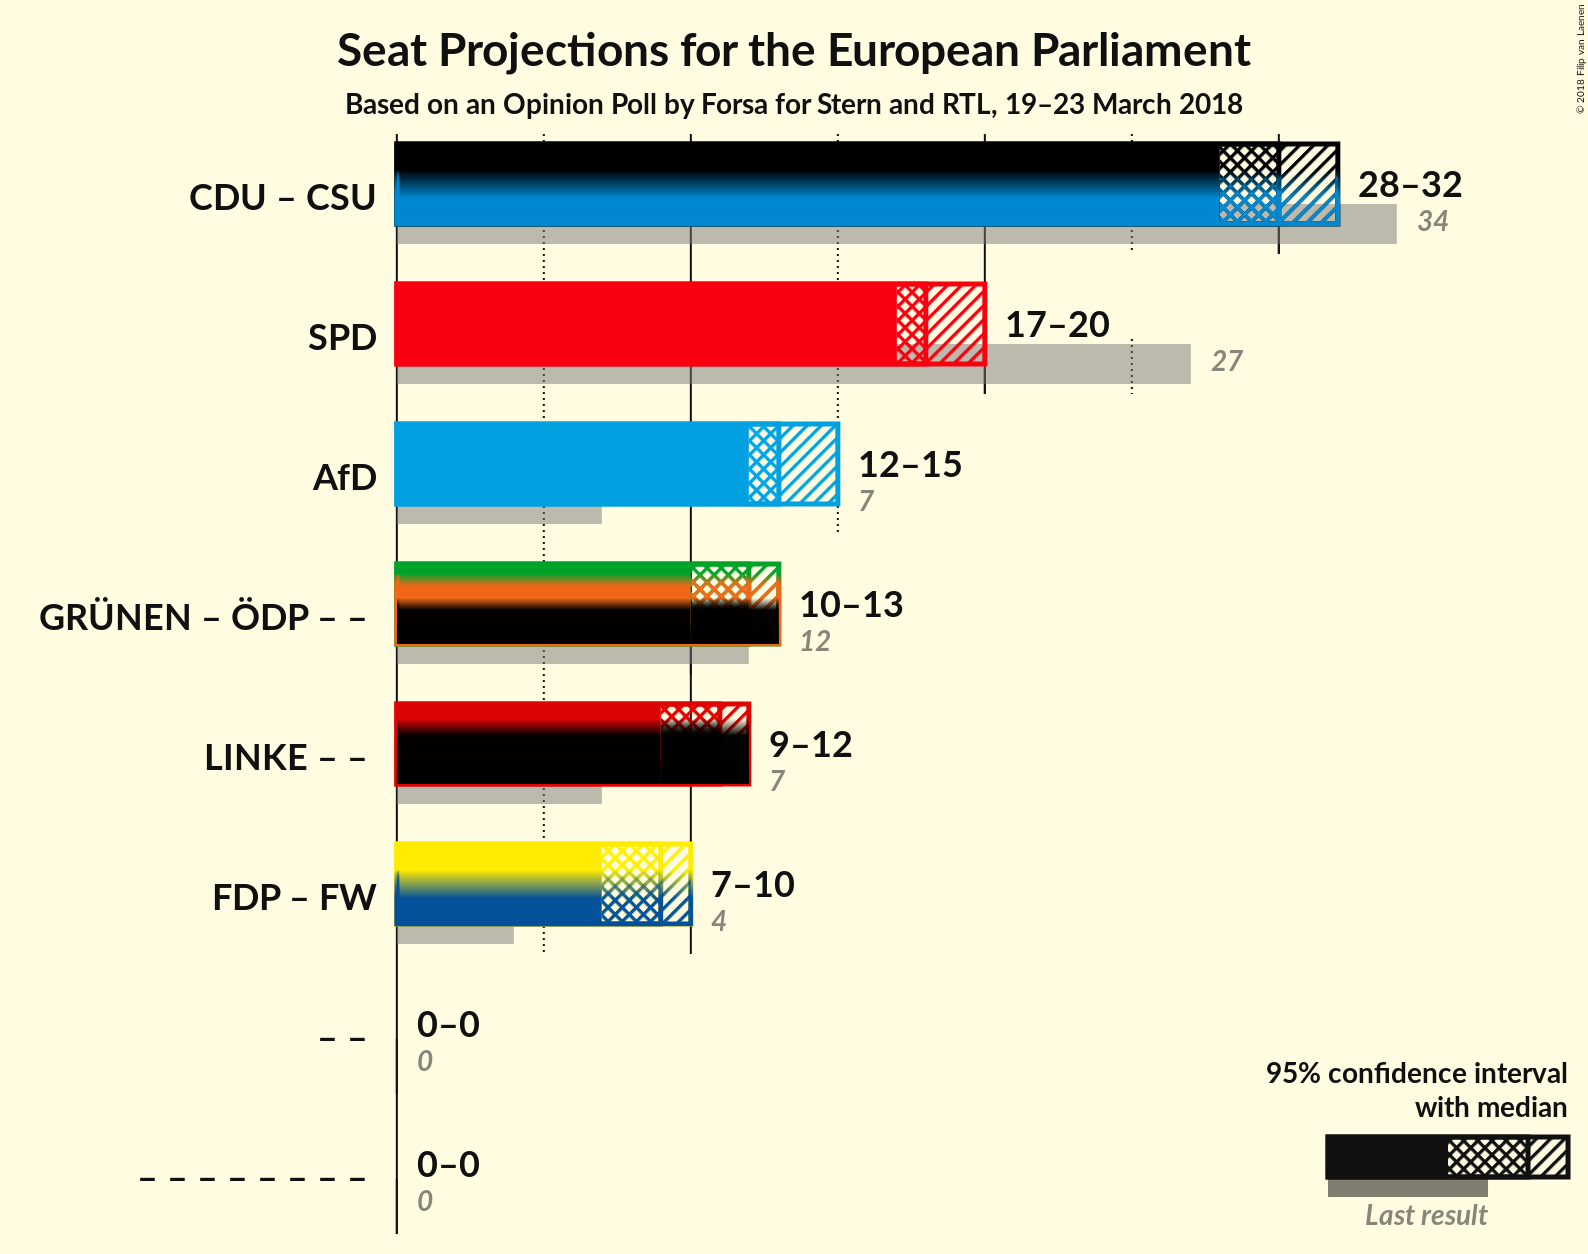 Seat Projections for the European Parliament
Based on an Opinion Poll by Forsa for Stern and RTL, 19–23 March 2018
© 2018 Filip van Laenen
CDU – CSU
28–32
34
SPD
17–20
27
AfD
12–15
7
GRÜNEN – ÖDP – –
10–13
12
LINKE – –
9–12
7
FDP – FW
7–10
4
– –
0–0
0
– – – – – – – –
0–0
0
95% confidence interval
with median
Last result